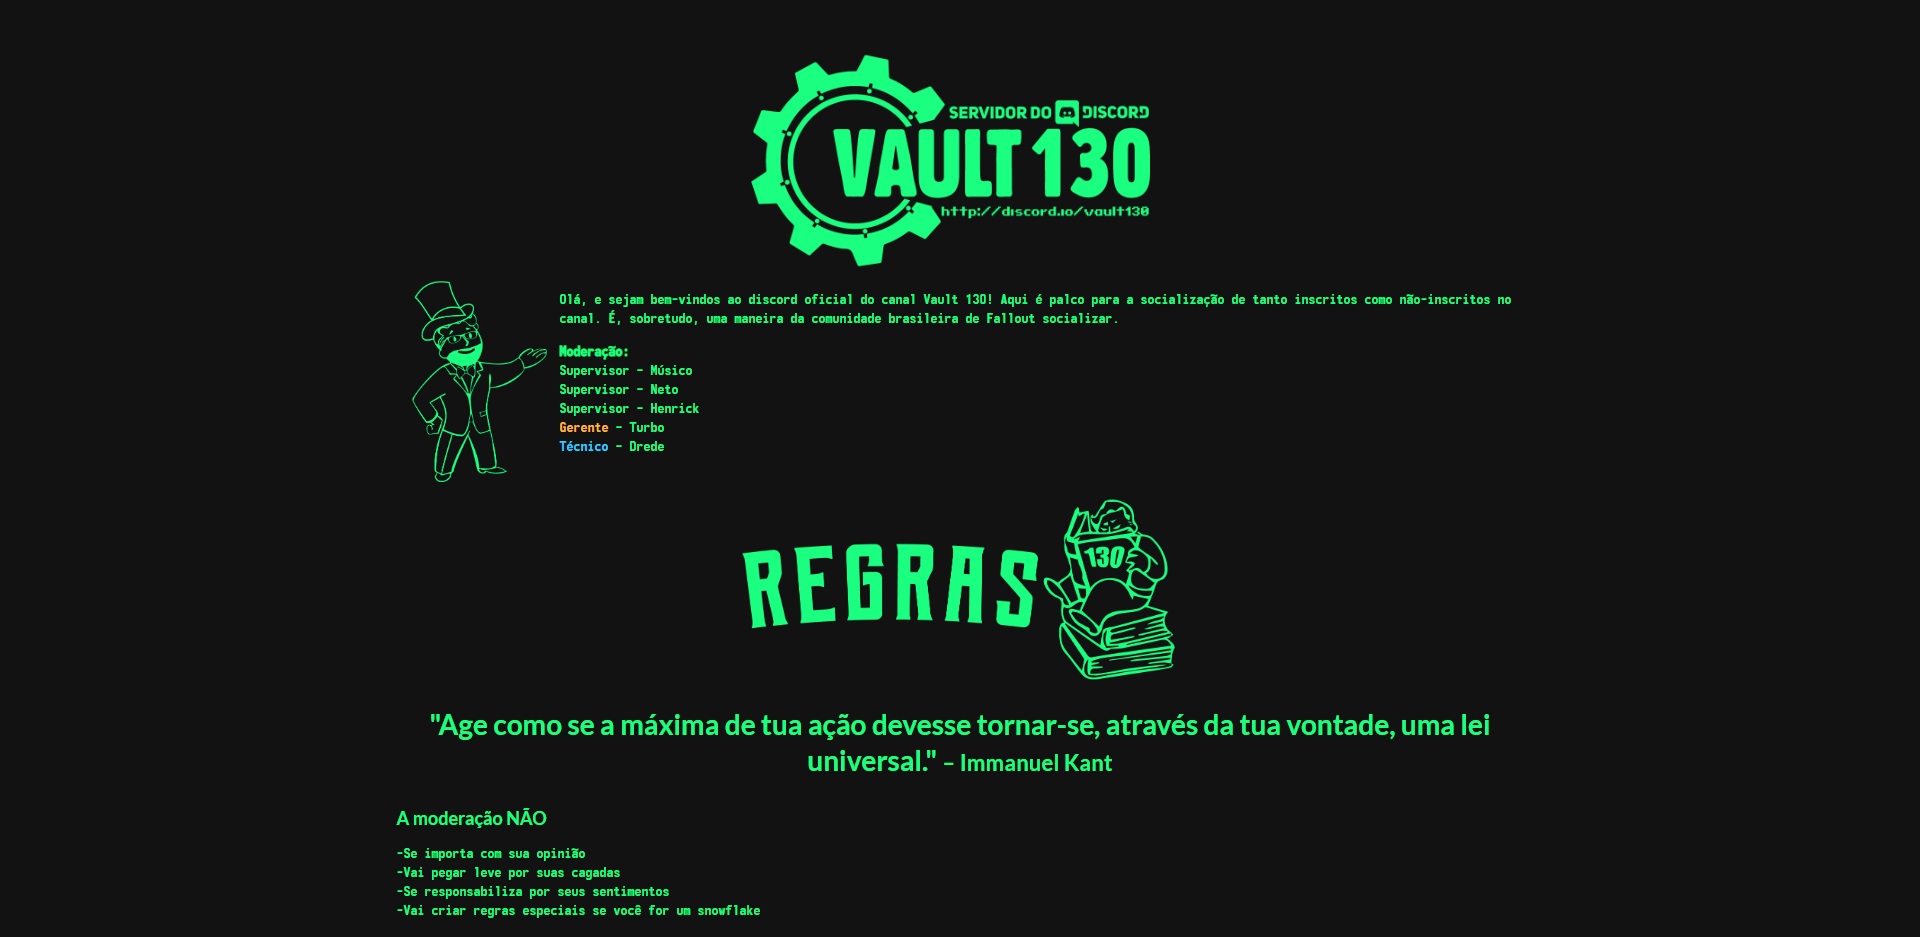 SERVIDOR DO DISCORD
VAULT 130
http://discord.io/vault130
Olá, e sejam bem-vindos ao discord oficial do canal Vault 130! Aqui é palco para a socialização de tanto inscritos como não-inscritos no
canal. É, sobretudo, uma maneira da comunidade brasileira de Fallout socializar.
Moderação:
Supervisor - Músico
Supervisor - Neto
Supervisor - Henrick
Gerente - Turbo
Técnico - Drede
REGRAS
130
"Age como se a máxima de tua ação devesse tornar-se, através da tua vontade, uma lei
universal." – Immanuel Kant
A moderação NÃO
-Se importa com sua opinião
-Vai pegar leve por suas cagadas
-Se responsabiliza por seus sentimentos
-Vai criar regras especiais se você for um snowflake